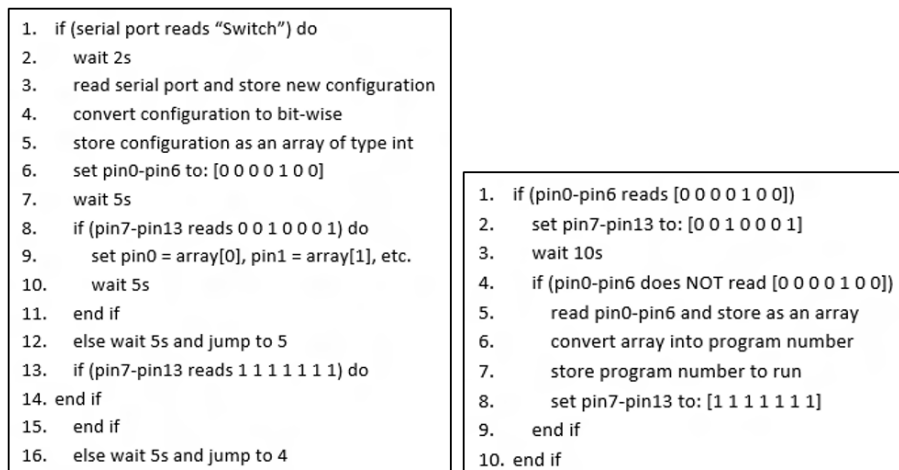 1. if (serial port reads “Switch”) do
2. wait 2s
3. read serial port and store new configuration
4. convert configuration to bit-wise
5. store configuration as an array of type int
6. set pin0-pin6 to: [0 0 0 0 1 0 0]
7. wait 5s
8. if (pin7-pin13 reads 0 0 1 0 0 0 1) do
9. set pin0 = array[0], pin1 = array[1], etc.
10. wait 5s
11. end if
12. else wait 5s and jump to 5
13. if (pin7-pin13 reads 1 1 1 1 1 1 1) do
14. end if
15. end if
16. else wait 5s and jump to 4
1. if (pin0-pin6 reads [0 0 0 0 1 0 0])
2. set pin7-pin13 to: [0 0 1 0 0 0 1]
3. wait 10s
4. if (pin0-pin6 does NOT read [0 0 0 0 1 0 0])
5. read pin0-pin6 and store as an array
6. convert array into program number
7. store program number to run
8. set pin7-pin13 to: [1 1 1 1 1 1 1]
9. end if
10. end if